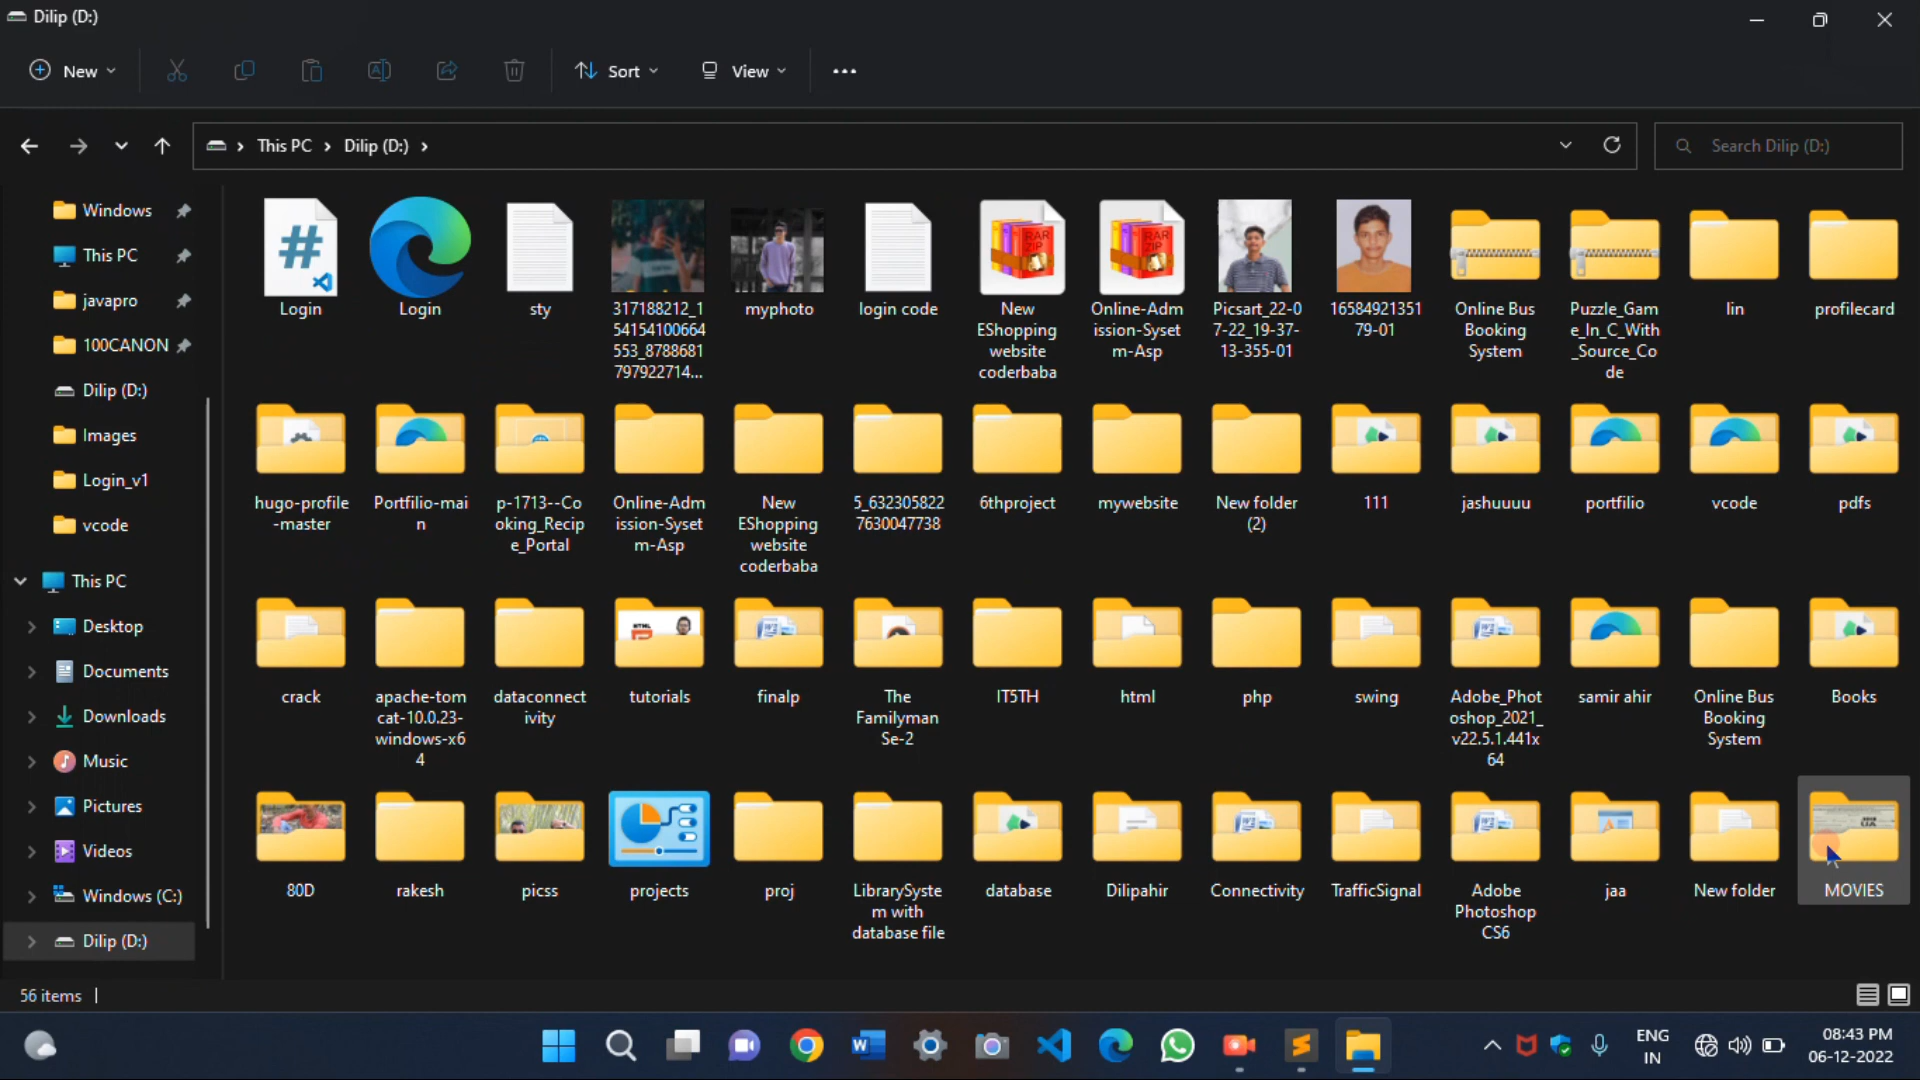 Dilip (D:)
New
Sort
View
This PC
Dilip (D:)
Search Dilip (D:)
Windows
This PC
javapro
100CANON
Dilip (D:)
Images
Login_v1
vcode
This PC
Desktop
Documents
Downloads
Music
Pictures
Videos
Windows (C:)
Dilip (D:)
Login
Login
sty
317188212_1
54154100664
553_8788681
797922714...
myphoto
login code
New
EShopping
website
coderbaba
Online-Adm
ission-Syset
m-Asp
Picsart_22-0
7-22_19-37-
13-355-01
16584921351
79-01
Online Bus
Booking
System
Puzzle_Gam
e_In_C_With
_Source_Co
de
lin
profilecard
hugo-profile
-master
Portfilio-mai
n
p-1713--Co
oking_Recip
e_Portal
Online-Adm
ission-Syset
m-Asp
New
EShopping
website
coderbaba
5_632305822
7630047738
6thproject
mywebsite
New folder
(2)
111
jashuuuu
portfilio
vcode
pdfs
crack
apache-tom
cat-10.0.23-
windows-x6
4
dataconnect
ivity
tutorials
finalp
The
Familyman
Se-2
IT5TH
html
php
swing
Adobe_Phot
oshop_2021_
v22.5.1.441x
64
samir ahir
Online Bus
Booking
System
Books
80D
rakesh
picss
projects
proj
LibrarySyste
m with
database file
database
Dilipahir
Connectivity
TrafficSignal
Adobe
Photoshop
CS6
jaa
New folder
MOVIES
56 items
ENG
IN
08:43 PM
06-12-2022